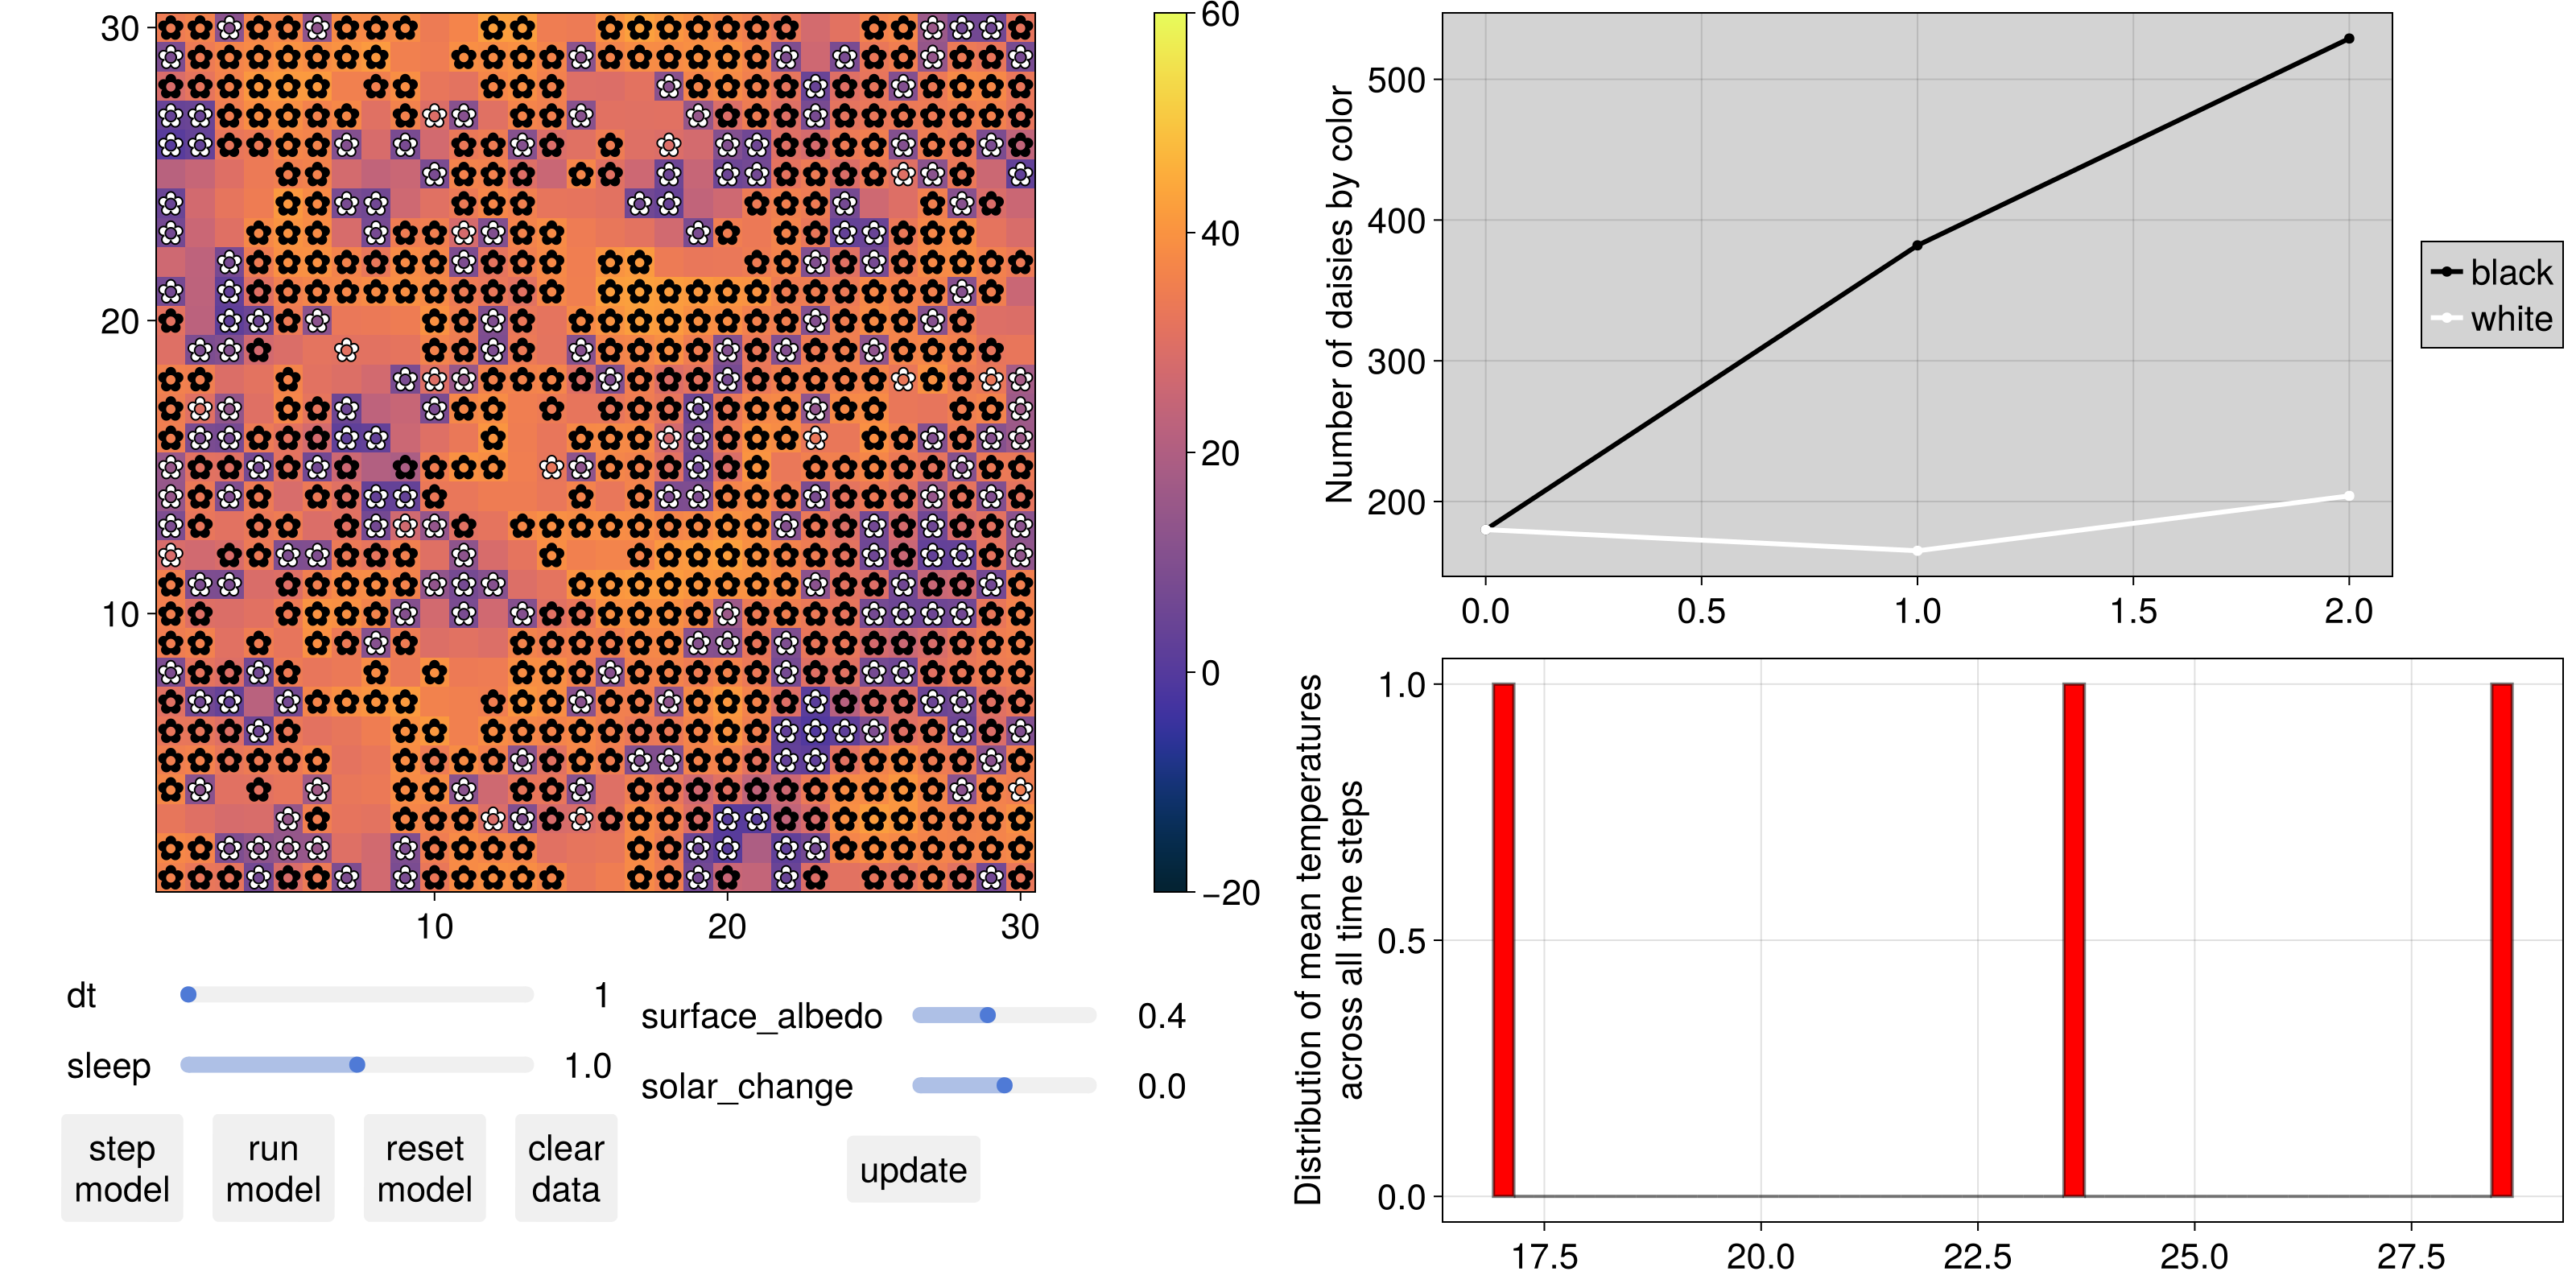 30
20
10
10 20 30
60
40
20
0
−20
Number of daisies by color
500
400
300
200
0.0 0.5 1.0 1.5 2.0
black
white
Distribution of mean temperatures
across all time steps
1.0
0.5
0.0
17.5 20.0 22.5 25.0 27.5
dt 1
sleep 1.0
surface_albedo 0.4
solar_change 0.0
step
model
run
model
reset
model
clear
data
update